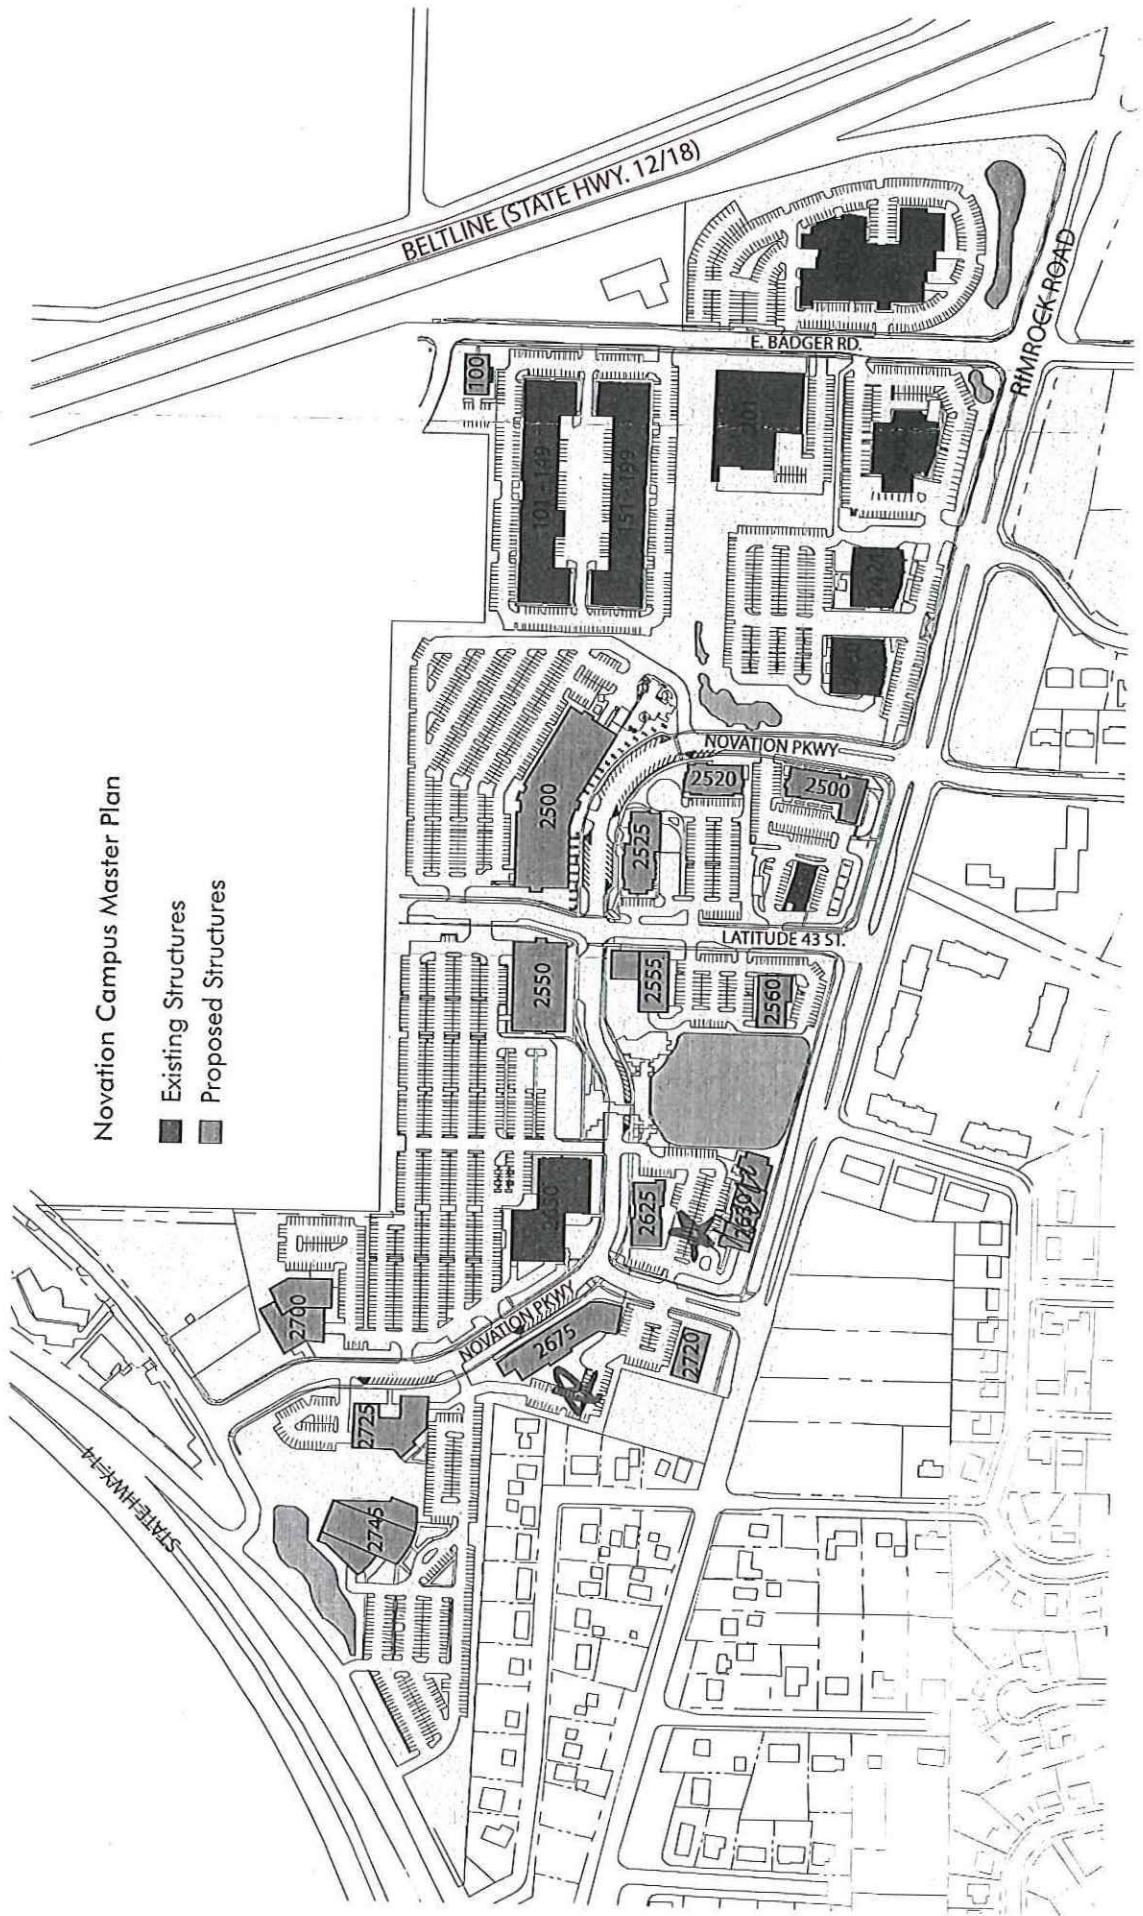 Novation Campus Master Plan
Existing Structures
Proposed Structures
BELTLINE (STATE HWY. 12/18)
E. BADGER RD.
RIMROCK ROAD
100
101 - 149
151 - 199
201
2421
NOVATION PKWY
2500
2520
2500
2525
LATITUDE 43 ST.
2550
2555
2560
2625
2630
NOVATION PKWY
2675
2700
2720
2725
2745
STATE HWY-14